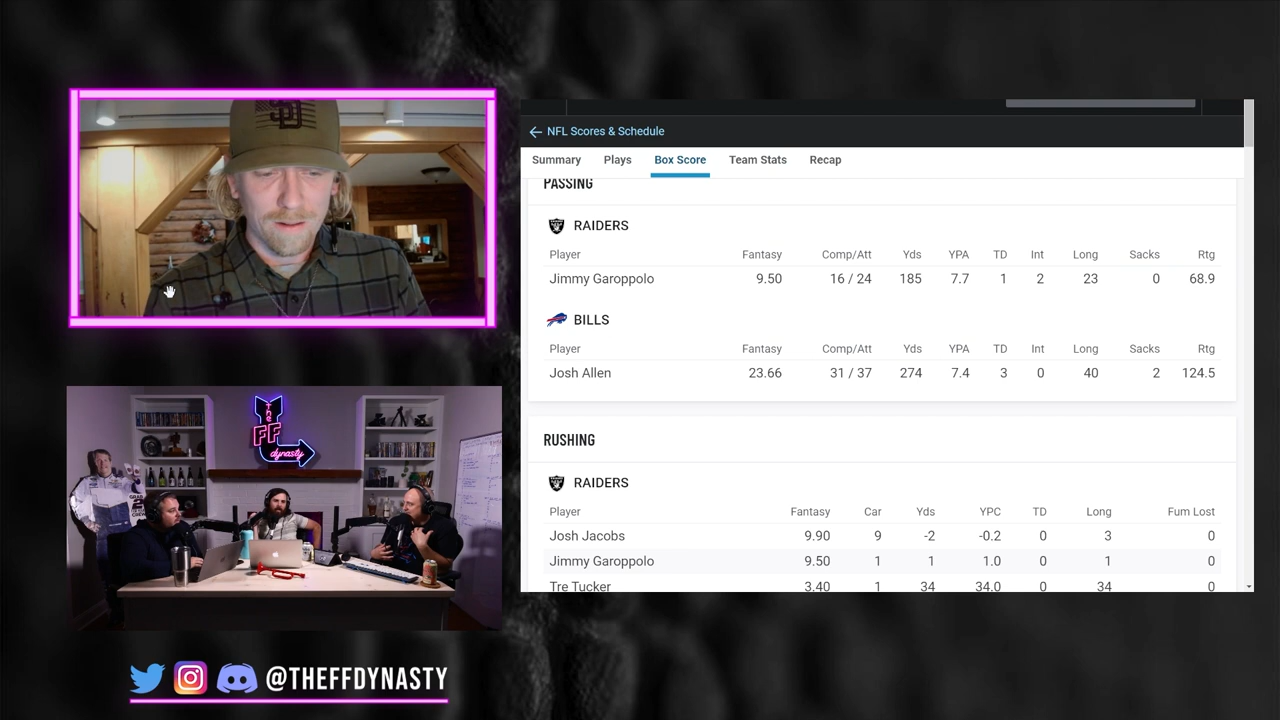 SD
The
FF
dynasty
@THEFFDYNASTY
NFL Scores & Schedule
Summary Plays Box Score Team Stats Recap
PASSING
RAIDERS
Player Fantasy Comp/Att Yds YPA TD Int Long Sacks Rtg
Jimmy Garoppolo 9.50 16 / 24 185 7.7 1 2 23 0 68.9
BILLS
Player Fantasy Comp/Att Yds YPA TD Int Long Sacks Rtg
Josh Allen 23.66 31 / 37 274 7.4 3 0 40 2 124.5
RUSHING
RAIDERS
Player Fantasy Car Yds YPC TD Long Fum Lost
Josh Jacobs 9.90 9 -2 -0.2 0 3 0
Jimmy Garoppolo 9.50 1 1 1.0 0 1 0
Tre Tucker 3.40 1 34 34.0 0 34 0